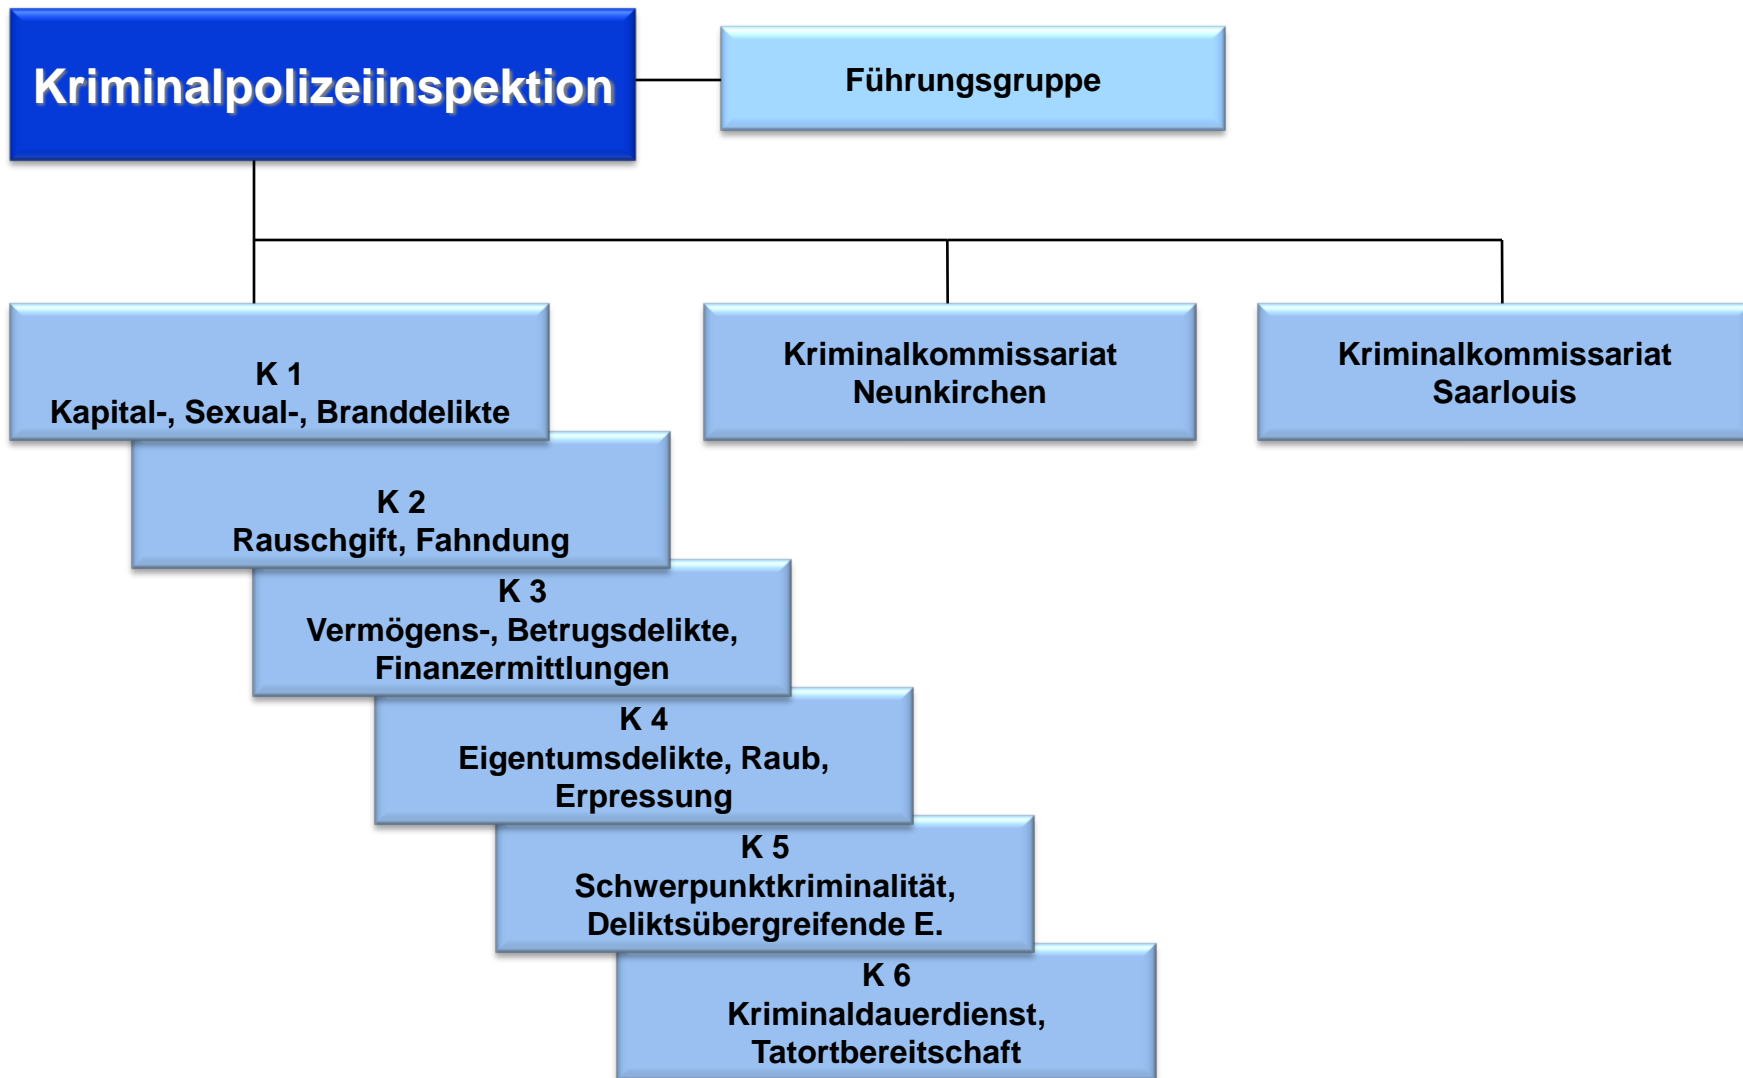 Kriminalpolizeiinspektion
Führungsgruppe
K 1
Kapital-, Sexual-, Branddelikte
Kriminalkommissariat
Neunkirchen
Kriminalkommissariat
Saarlouis
K 2
Rauschgift, Fahndung
K 3
Vermögens-, Betrugsdelikte,
Finanzermittlungen
K 4
Eigentumsdelikte, Raub,
Erpressung
K 5
Schwerpunktkriminalität,
Deliktsübergreifende E.
K 6
Kriminaldauerdienst,
Tatortbereitschaft